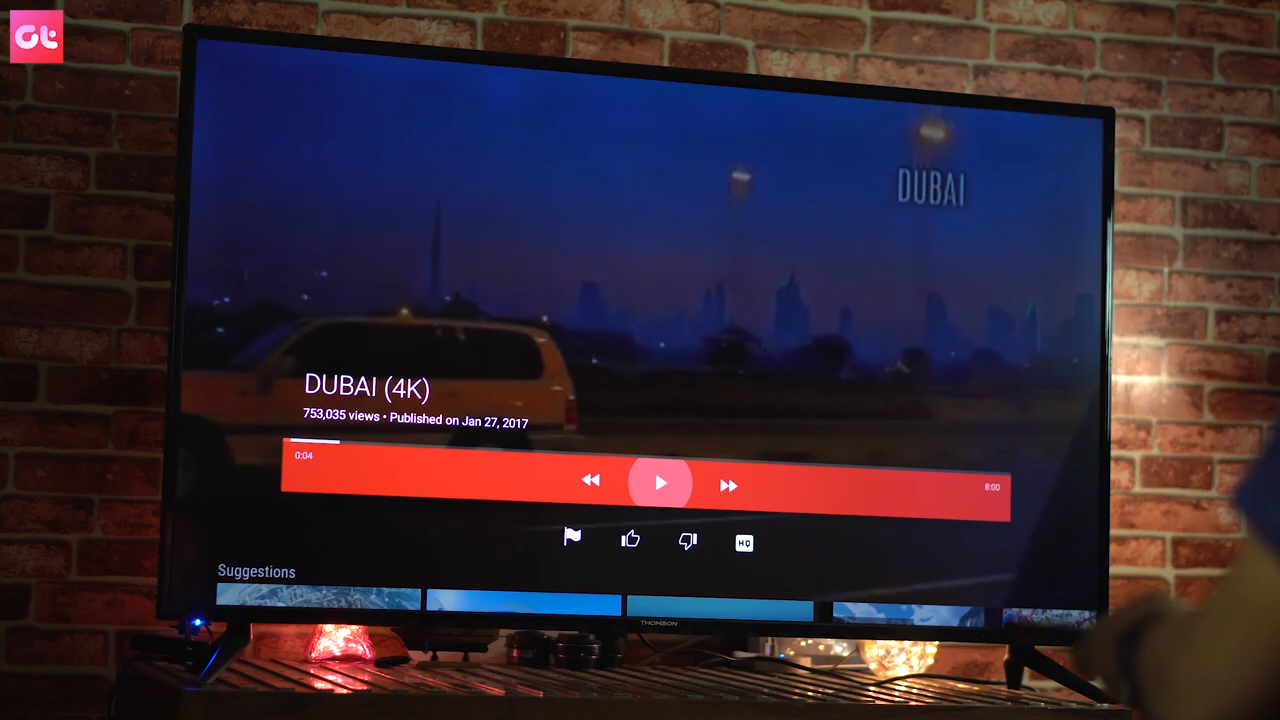 Gt
DUBAI
DUBAI (4K)
753,035 views • Published on Jan 27, 2017
0:04
8:00
HQ
Suggestions
THOMSON